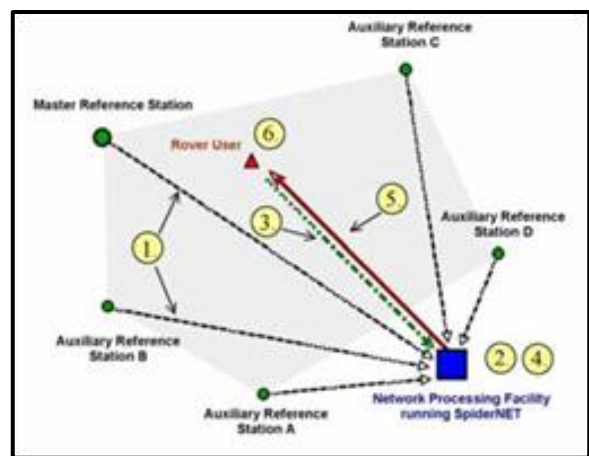 Auxiliary Reference
Station C
Master Reference Station
Rover User
6.
5.
3.
1.
Auxiliary Reference
Station D
Auxiliary Reference
Station B
2.
4.
Network Processing Facility
running SpiderNET
Auxiliary Reference
Station A